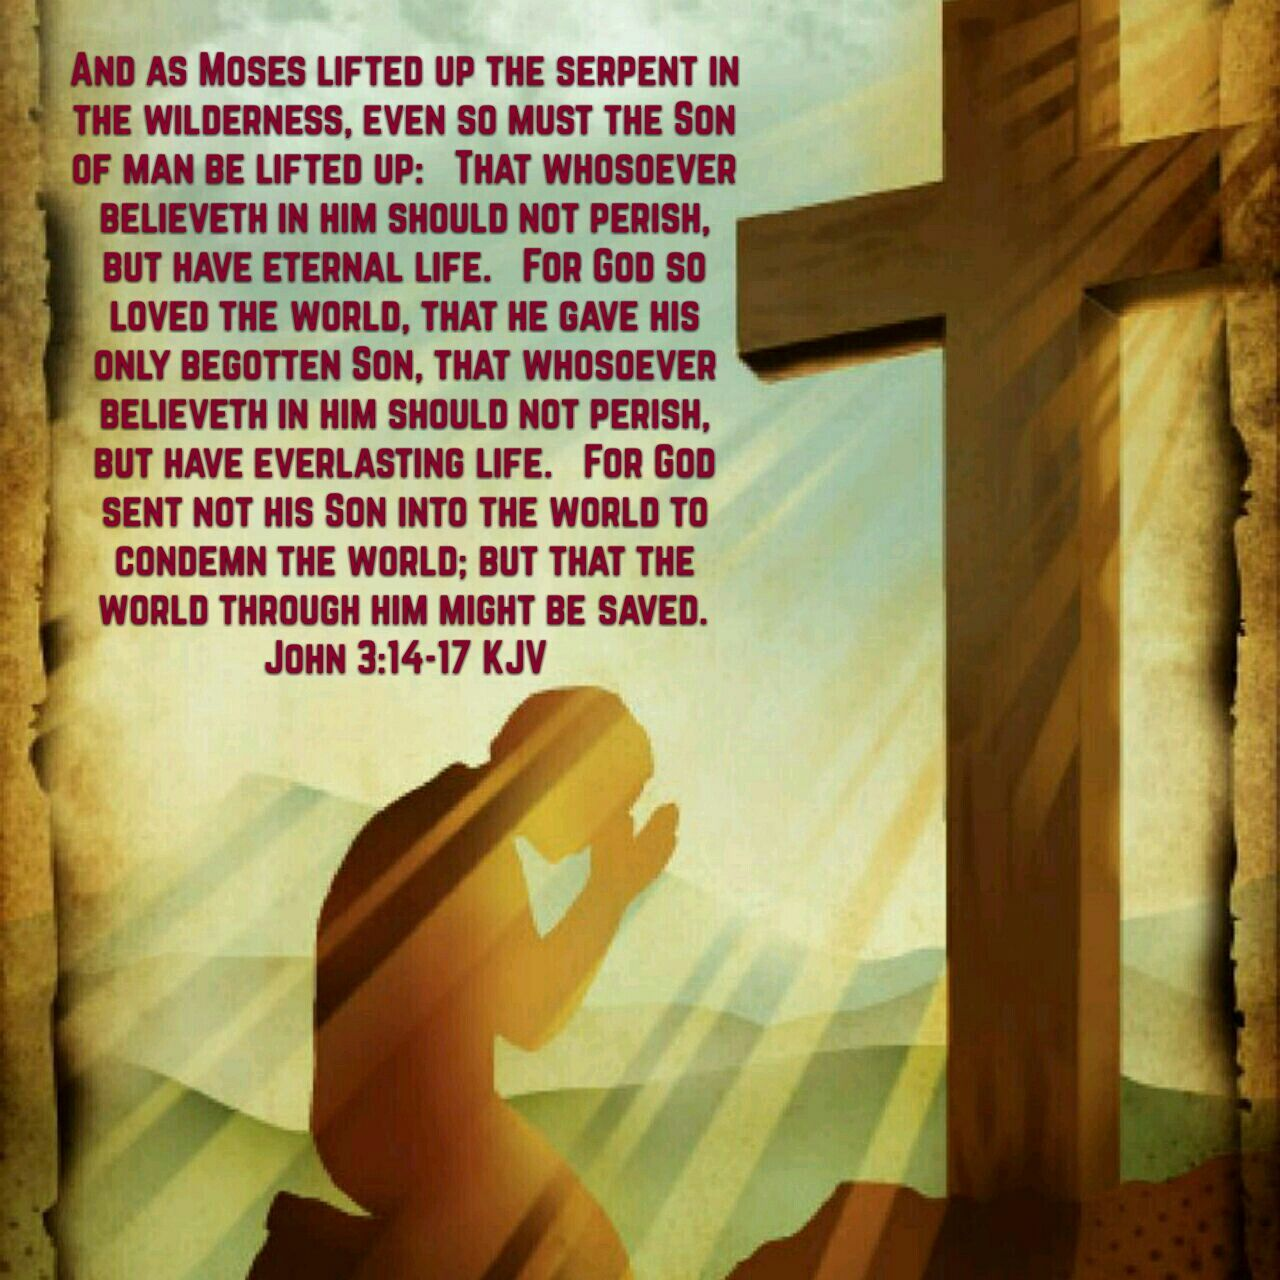 And as Moses lifted up the serpent in
the wilderness, even so must the Son
of man be lifted up: That whosoever
believeth in him should not perish,
but have eternal life. For God so
loved the world, that he gave his
only begotten Son, that whosoever
believeth in him should not perish,
but have everlasting life. For God
sent not his Son into the world to
condemn the world; but that the
world through him might be saved.
John 3:14-17 KJV